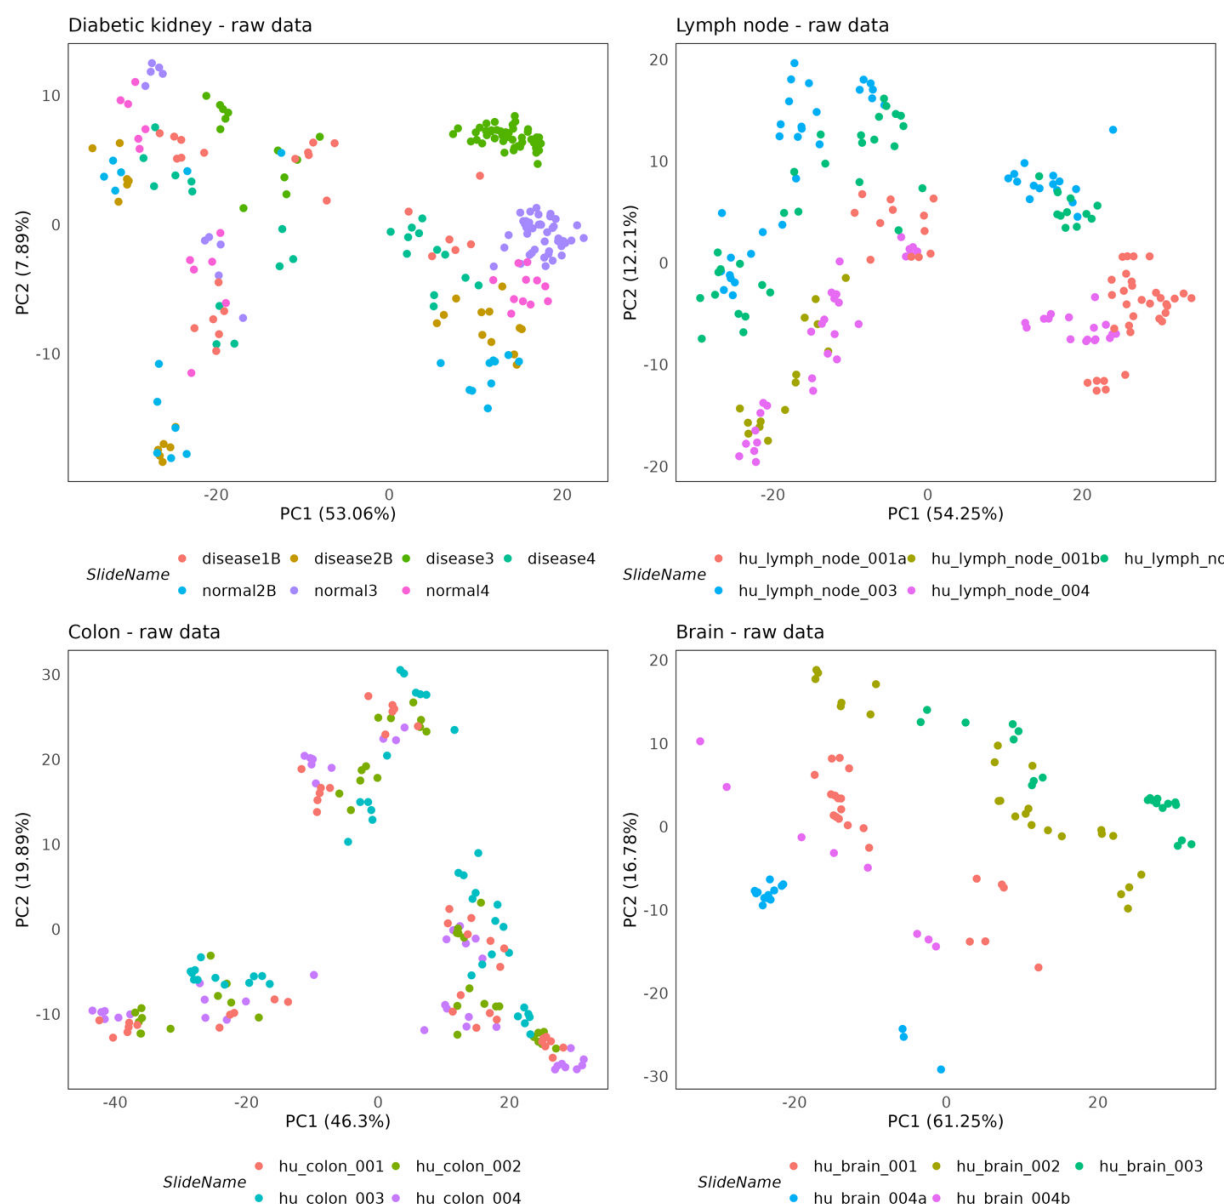 Diabetic kidney - raw data
Lymph node - raw data
10
0
-10
PC2 (7.89%)
-20
0
20
PC1 (53.06%)
20
10
0
-10
-20
PC2 (12.21%)
-20
0
20
PC1 (54.25%)
SlideName
disease1B
disease2B
disease3
disease4
normal2B
normal3
normal4
SlideName
hu_lymph_node_001a
hu_lymph_node_001b
hu_lymph_no
hu_lymph_node_003
hu_lymph_node_004
Colon - raw data
Brain - raw data
30
20
10
0
-10
PC2 (19.89%)
-40
-20
0
20
PC1 (46.3%)
20
10
0
-10
-20
-30
PC2 (16.78%)
-20
0
20
PC1 (61.25%)
SlideName
hu_colon_001
hu_colon_002
hu_colon_003
hu_colon_004
SlideName
hu_brain_001
hu_brain_002
hu_brain_003
hu_brain_004a
hu_brain_004b